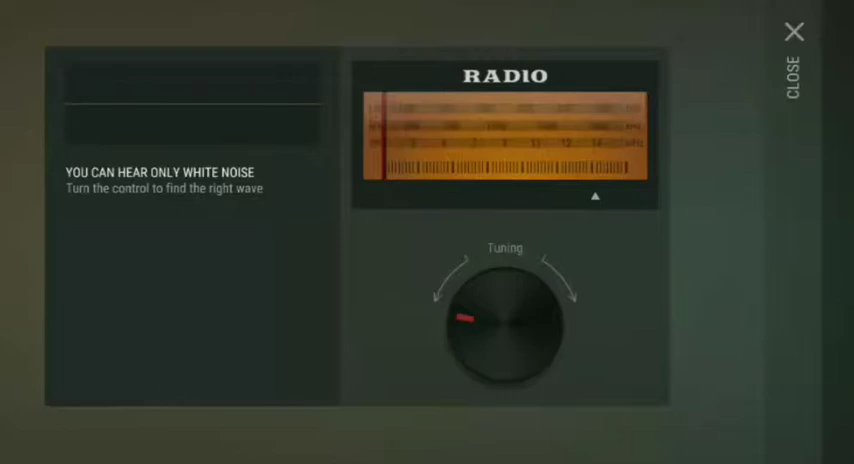 CLOSE
RADIO
YOU CAN HEAR ONLY WHITE NOISE
Turn the control to find the right wave
Tuning